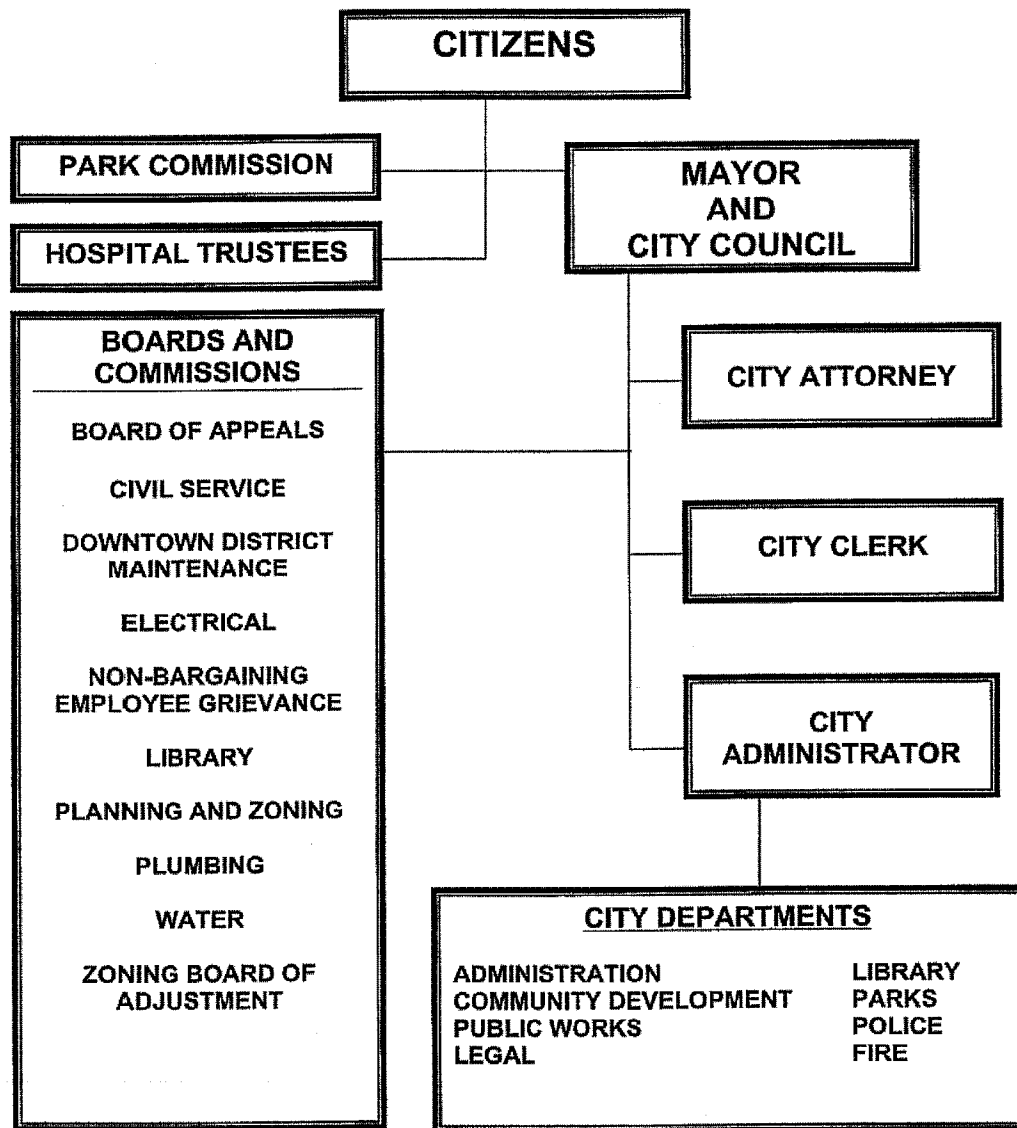 CITIZENS
PARK COMMISSION
MAYOR
AND
CITY COUNCIL
HOSPITAL TRUSTEES
BOARDS AND
COMMISSIONS
BOARD OF APPEALS
CIVIL SERVICE
DOWNTOWN DISTRICT
MAINTENANCE
ELECTRICAL
NON-BARGAINING
EMPLOYEE GRIEVANCE
LIBRARY
PLANNING AND ZONING
PLUMBING
WATER
ZONING BOARD OF
ADJUSTMENT
CITY ATTORNEY
CITY CLERK
CITY
ADMINISTRATOR
CITY DEPARTMENTS
ADMINISTRATION
COMMUNITY DEVELOPMENT
PUBLIC WORKS
LEGAL
LIBRARY
PARKS
POLICE
FIRE